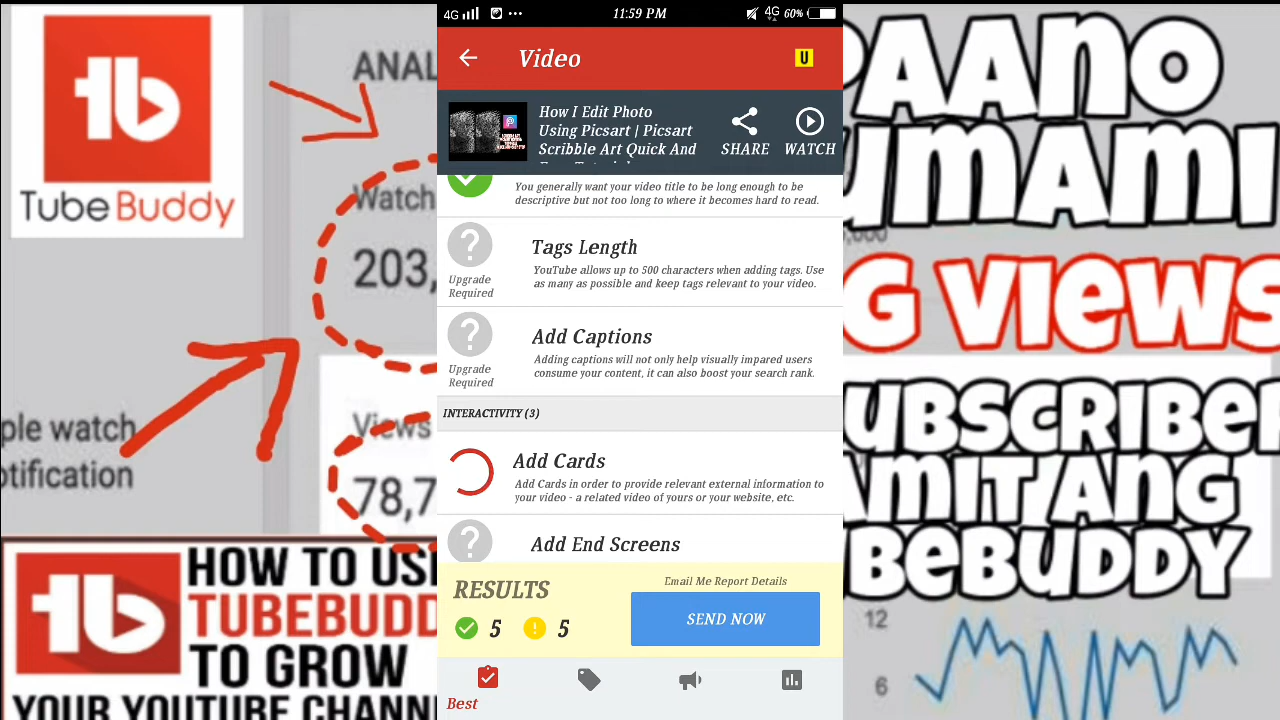 4G
11:59 PM
4G 60%
Video
U
How I Edit Photo
Using Picsart | Picsart
Scribble Art Quick And
SHARE
WATCH
You generally want your video title to be long enough to be
descriptive but not too long to where it becomes hard to read.
Tags Length
YouTube allows up to 500 characters when adding tags. Use
as many as possible and keep tags relevant to your video.
Upgrade
Required
Add Captions
Adding captions will not only help visually impared users
consume your content, it can also boost your search rank.
Upgrade
Required
INTERACTIVITY (3)
Add Cards
Add Cards in order to provide relevant external information to
your video - a related video of yours or your website, etc.
Add End Screens
RESULTS
5
5
Email Me Report Details
SEND NOW
Best
tb
TubeBuddy
ANAL
Watch
203,
ple watch
otification
Views
78,7
tb
HOW TO USE
TUBEBUDD
TO GROW
YOUR YOUTUBE CHANN
PAANO
UMAMI
G VIEWS
UBSCRIBER
AMIT ANG
BEBUDDY
12
6